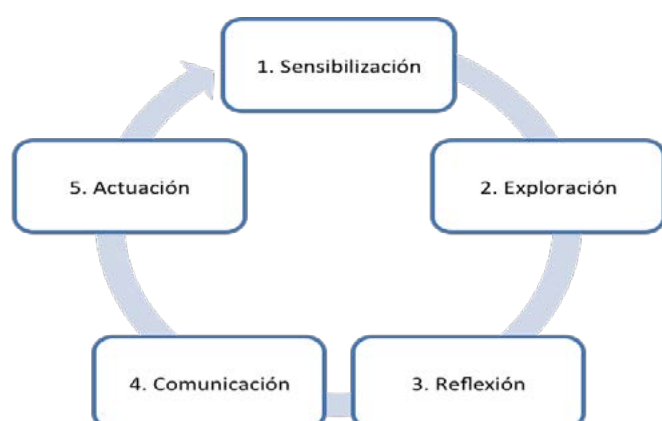 1. Sensibilización
2. Exploración
3. Reflexión
4. Comunicación
5. Actuación